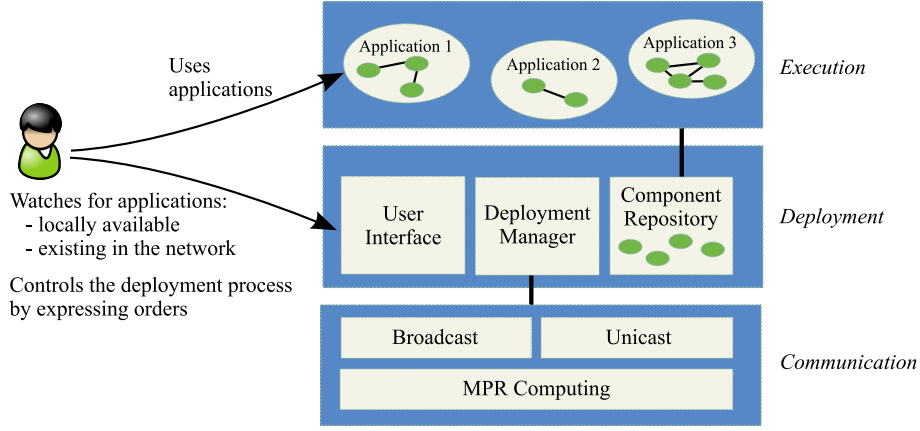 Application 1
Application 2
Application 3
Execution
Uses
applications
Watches for applications:
- locally available
- existing in the network
Controls the deployment process
by expressing orders
User
Interface
Deployment
Manager
Component
Repository
Deployment
Broadcast
Unicast
MPR Computing
Communication